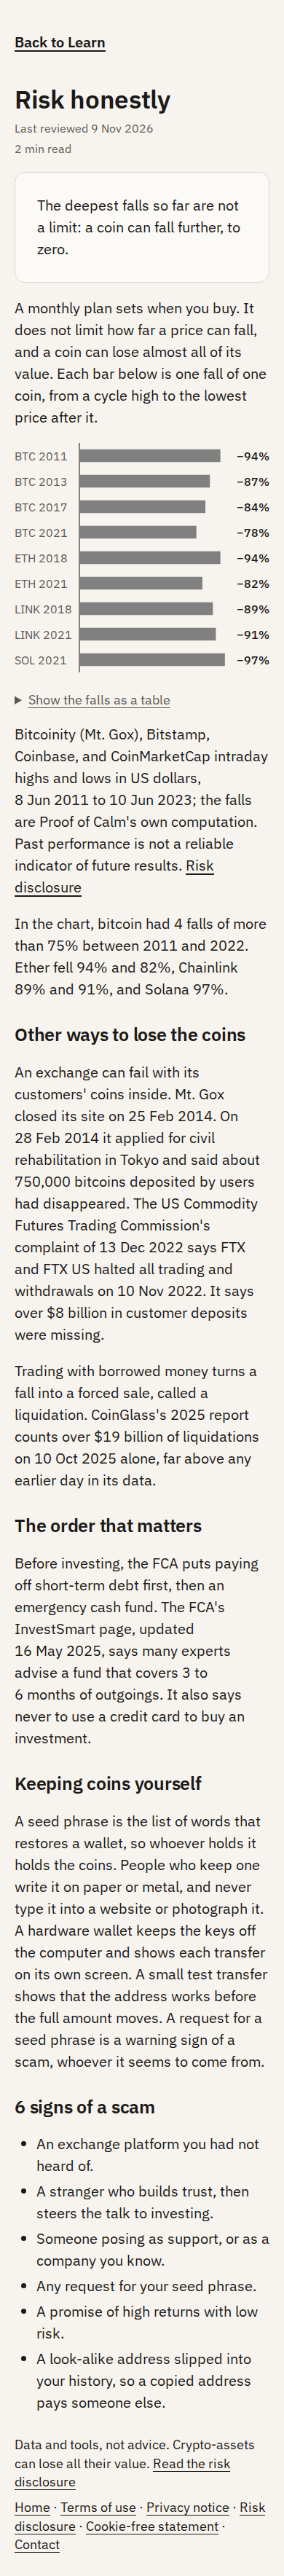 Back to Learn
Risk honestly
Last reviewed 9 Nov 2026
2 min read
The deepest falls so far are not
a limit: a coin can fall further, to
zero.
A monthly plan sets when you buy. It
does not limit how far a price can fall,
and a coin can lose almost all of its
value. Each bar below is one fall of one
coin, from a cycle high to the lowest
price after it.
BTC 2011 −94%
BTC 2013 −87%
BTC 2017 −84%
BTC 2021 −78%
ETH 2018 −94%
ETH 2021 −82%
LINK 2018 −89%
LINK 2021 −91%
SOL 2021 −97%
Show the falls as a table
Bitcoinity (Mt. Gox), Bitstamp,
Coinbase, and CoinMarketCap intraday
highs and lows in US dollars,
8 Jun 2011 to 10 Jun 2023; the falls
are Proof of Calm's own computation.
Past performance is not a reliable
indicator of future results. Risk
disclosure
In the chart, bitcoin had 4 falls of more
than 75% between 2011 and 2022.
Ether fell 94% and 82%, Chainlink
89% and 91%, and Solana 97%.
Other ways to lose the coins
An exchange can fail with its
customers' coins inside. Mt. Gox
closed its site on 25 Feb 2014. On
28 Feb 2014 it applied for civil
rehabilitation in Tokyo and said about
750,000 bitcoins deposited by users
had disappeared. The US Commodity
Futures Trading Commission's
complaint of 13 Dec 2022 says FTX
and FTX US halted all trading and
withdrawals on 10 Nov 2022. It says
over $8 billion in customer deposits
were missing.
Trading with borrowed money turns a
fall into a forced sale, called a
liquidation. CoinGlass's 2025 report
counts over $19 billion of liquidations
on 10 Oct 2025 alone, far above any
earlier day in its data.
The order that matters
Before investing, the FCA puts paying
off short-term debt first, then an
emergency cash fund. The FCA's
InvestSmart page, updated
16 May 2025, says many experts
advise a fund that covers 3 to
6 months of outgoings. It also says
never to use a credit card to buy an
investment.
Keeping coins yourself
A seed phrase is the list of words that
restores a wallet, so whoever holds it
holds the coins. People who keep one
write it on paper or metal, and never
type it into a website or photograph it.
A hardware wallet keeps the keys off
the computer and shows each transfer
on its own screen. A small test transfer
shows that the address works before
the full amount moves. A request for a
seed phrase is a warning sign of a
scam, whoever it seems to come from.
6 signs of a scam
• An exchange platform you had not
heard of.
• A stranger who builds trust, then
steers the talk to investing.
• Someone posing as support, or as a
company you know.
• Any request for your seed phrase.
• A promise of high returns with low
risk.
• A look-alike address slipped into
your history, so a copied address
pays someone else.
Data and tools, not advice. Crypto-assets
can lose all their value. Read the risk
disclosure
Home · Terms of use · Privacy notice · Risk
disclosure · Cookie-free statement ·
Contact